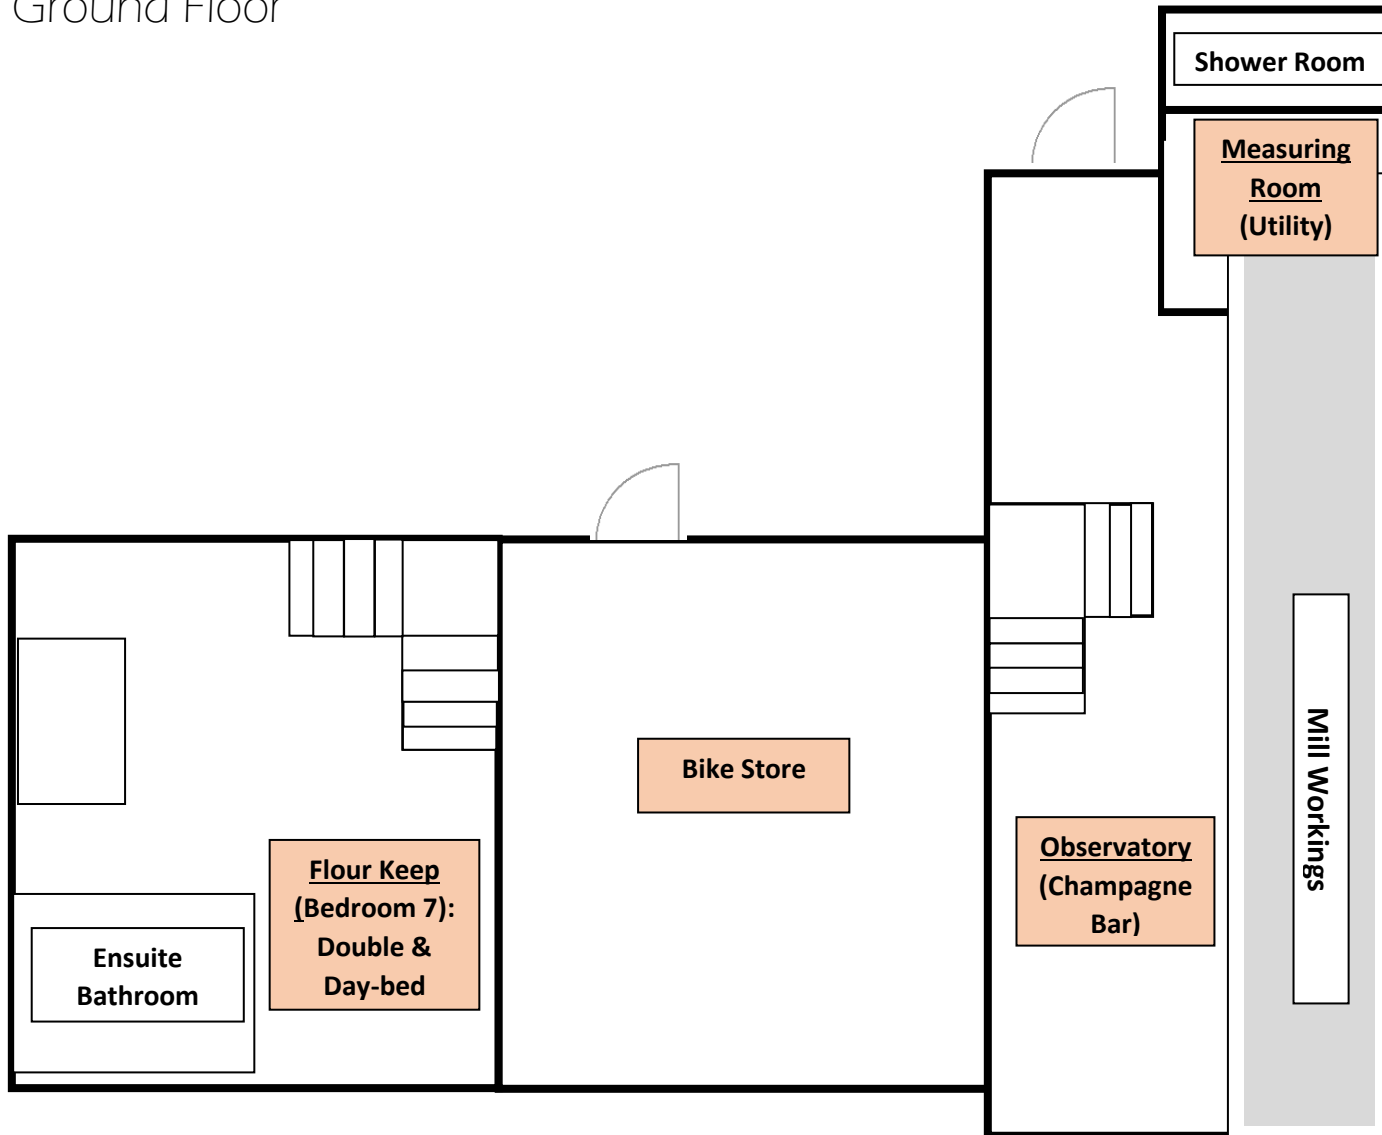 Ground Floor
Shower Room
Measuring
Room
(Utility)
Bike Store
Mill Workings
Observatory
(Champagne
Bar)
Flour Keep
(Bedroom 7):
Double &
Day-bed
Ensuite
Bathroom